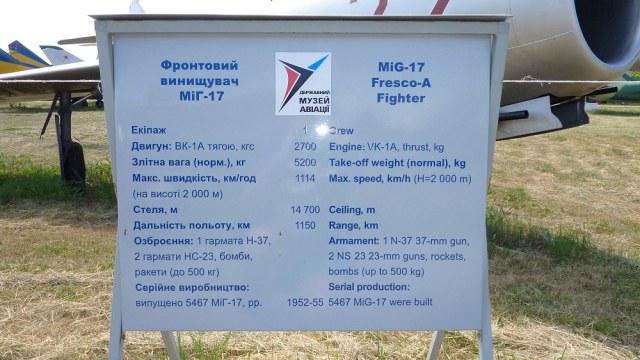 Фронтовий
винищувач
МіГ-17
ДЕРЖАВНИЙ
МУЗЕЙ
АВІАЦІЇ
MiG-17
Fresco-A
Fighter
Екіпаж 1 Crew
Двигун: ВК-1А тягою, кгс 2700 Engine: VK-1A, thrust, kg
Злітна вага (норм.), кг 5200 Take-off weight (normal), kg
Макс. швидкість, км/год 1114 Max. speed, km/h (H=2 000 m)
(на висоті 2 000 м)
Стеля, м 14 700 Ceiling, m
Дальність польоту, км 1150 Range, km
Озброєння: 1 гармата Н-37, Armament: 1 N-37 37-mm gun,
2 гармати НС-23, бомби, 2 NS 23 23-mm guns, rockets,
ракети (до 500 кг) bombs (up to 500 kg)
Серійне виробництво: Serial production:
випущено 5467 МіГ-17, рр. 1952-55 5467 MiG-17 were built